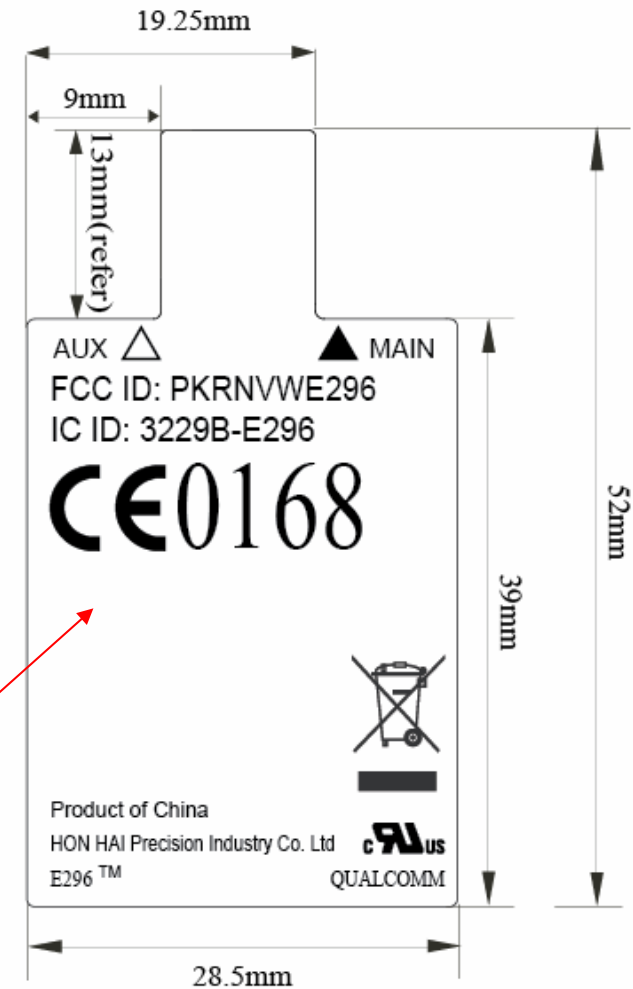 19.25mm
9mm
13mm(refer)
AUX MAIN
FCC ID: PKRNVWE296
IC ID: 3229B-E296
CE0168
52mm
39mm
Product of China
HON HAI Precision Industry Co. Ltd
c RU US
E296 TM
QUALCOMM
28.5mm